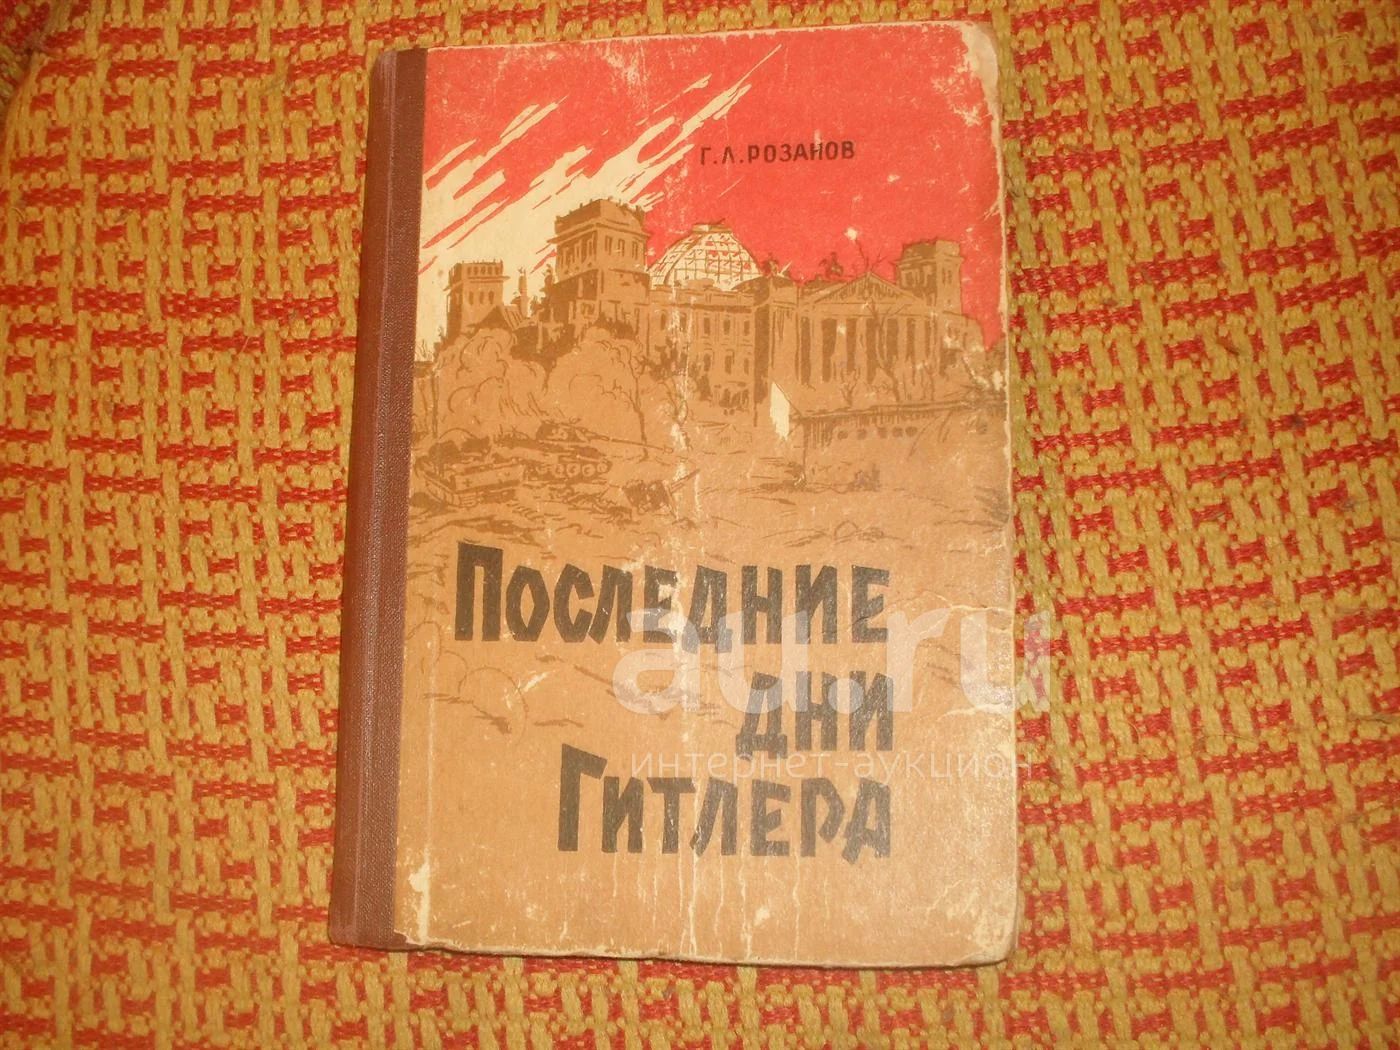 Г.Л.РОЗАНОВ
ПОСЛЕДНИЕ
ДНИ
ГИТЛЕРА
au.ru
интернет-аукцион